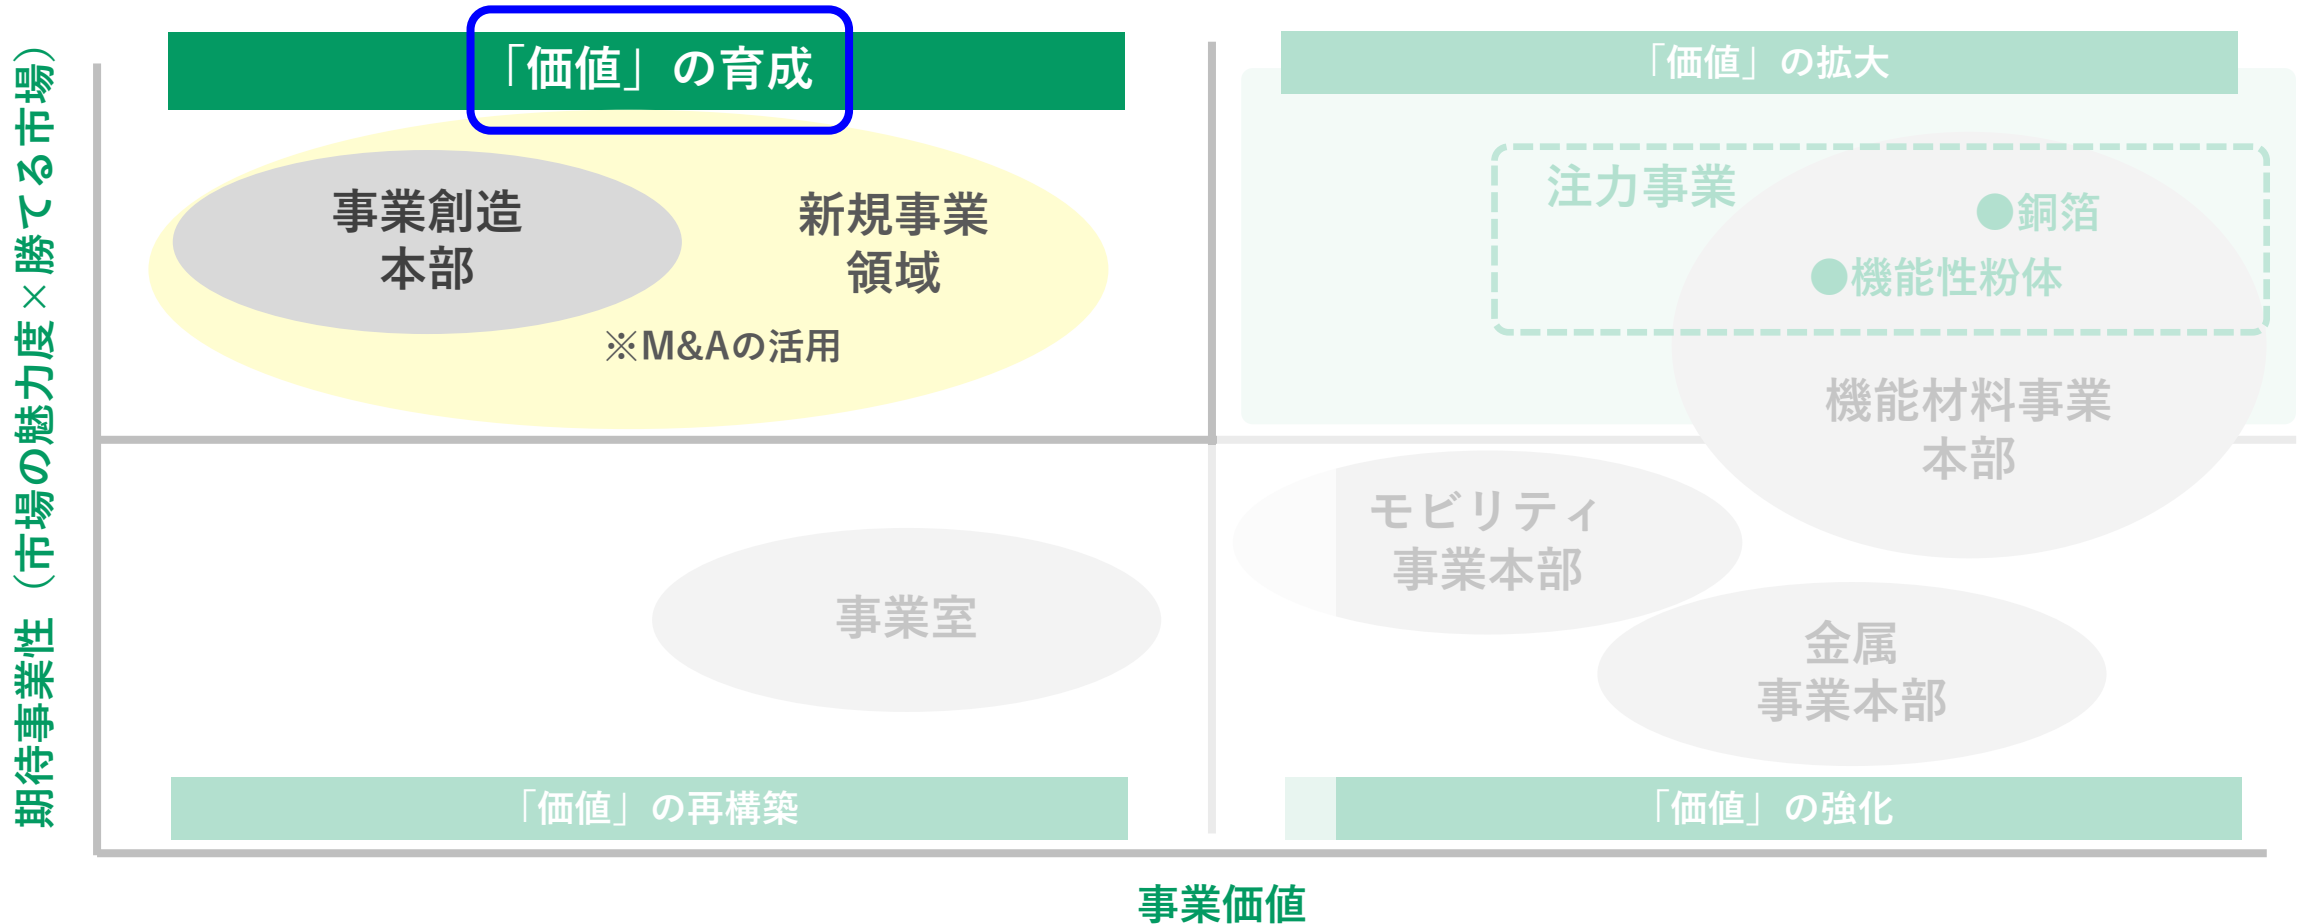 期待事業性（市場の魅力度×勝てる市場）
「価値」の育成
事業創造
本部
新規事業
領域
※M&Aの活用
「価値」の拡大
注力事業
●銅箔
●機能性粉体
機能材料事業
本部
事業室
「価値」の再構築
モビリティ
事業本部
金属
事業本部
「価値」の強化
事業価値